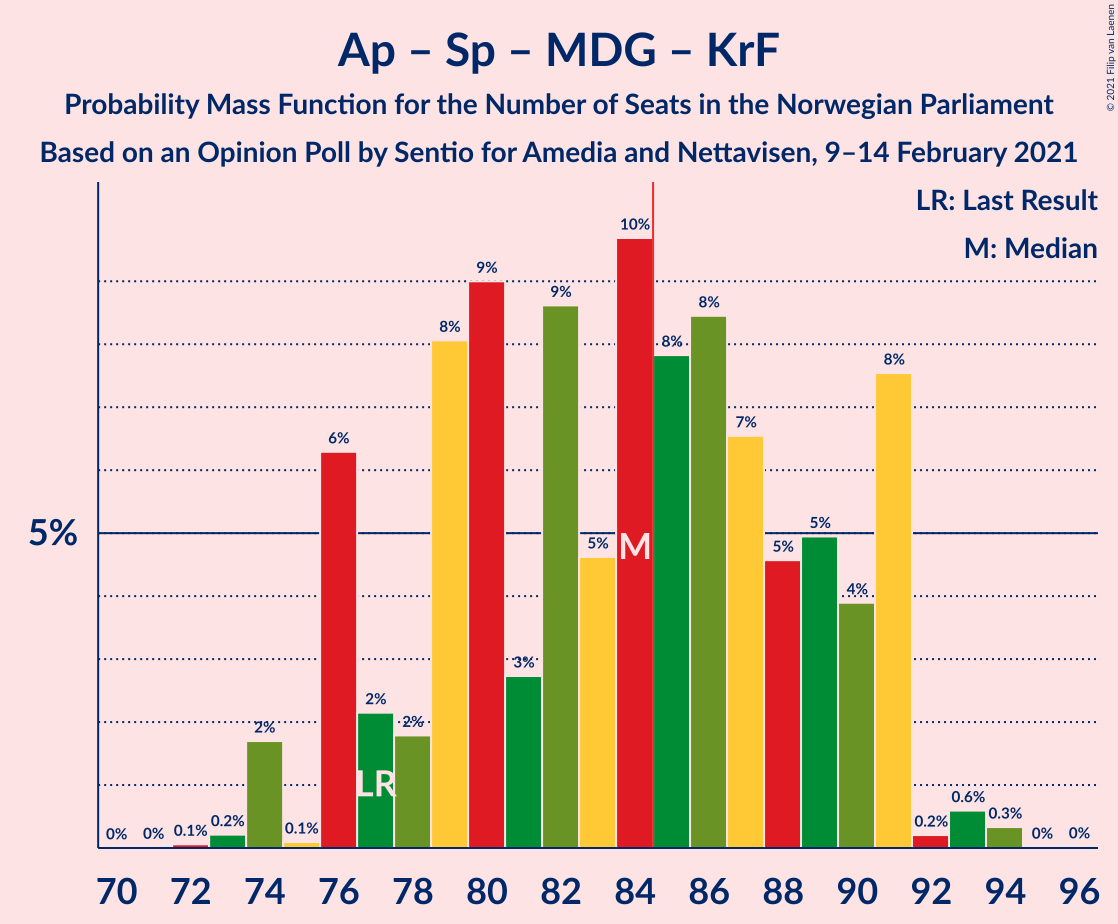 Ap – Sp – MDG – KrF
Probability Mass Function for the Number of Seats in the Norwegian Parliament
Based on an Opinion Poll by Sentio for Amedia and Nettavisen, 9–14 February 2021
© 2021 Filip van Laenen
LR: Last Result
M: Median
5%
0% 0% 0.1% 0.2% 2% 0.1% 6% 2% 2% 8% 9% 3% 9% 5% 10% 8% 8% 7% 5% 5% 4% 8% 0.2% 0.6% 0.3% 0% 0%
M
LR
70 72 74 76 78 80 82 84 86 88 90 92 94 96